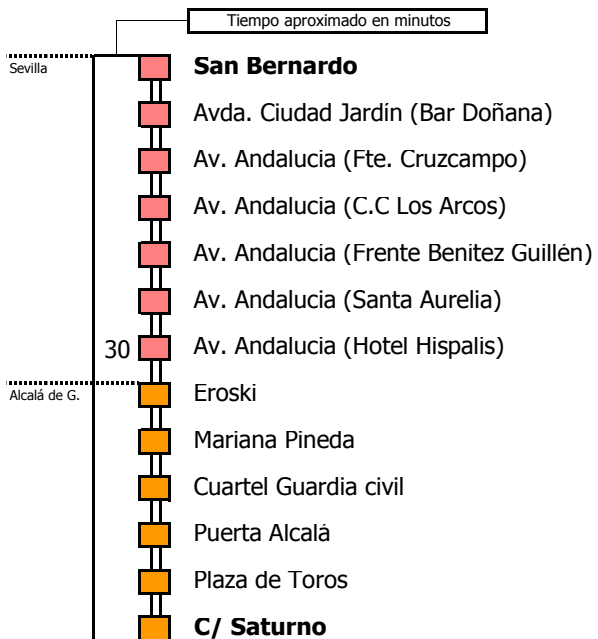 Tiempo aproximado en minutos
Sevilla
San Bernardo
Avda. Ciudad Jardín (Bar Doñana)
Av. Andalucia (Fte. Cruzcampo)
Av. Andalucia (C.C Los Arcos)
Av. Andalucia (Frente Benitez Guillén)
Av. Andalucia (Santa Aurelia)
30 Av. Andalucia (Hotel Hispalis)
Alcalá de G. Eroski
Mariana Pineda
Cuartel Guardia civil
Puerta Alcalá
Plaza de Toros
C/ Saturno